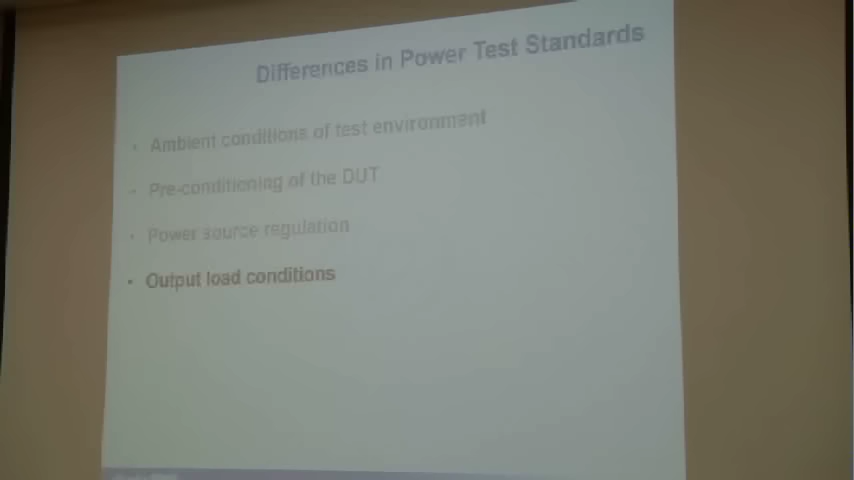 Differences in Power Test Standards
• Ambient conditions of test environment
• Pre-conditioning of the DUT
• Power source regulation
• Output load conditions